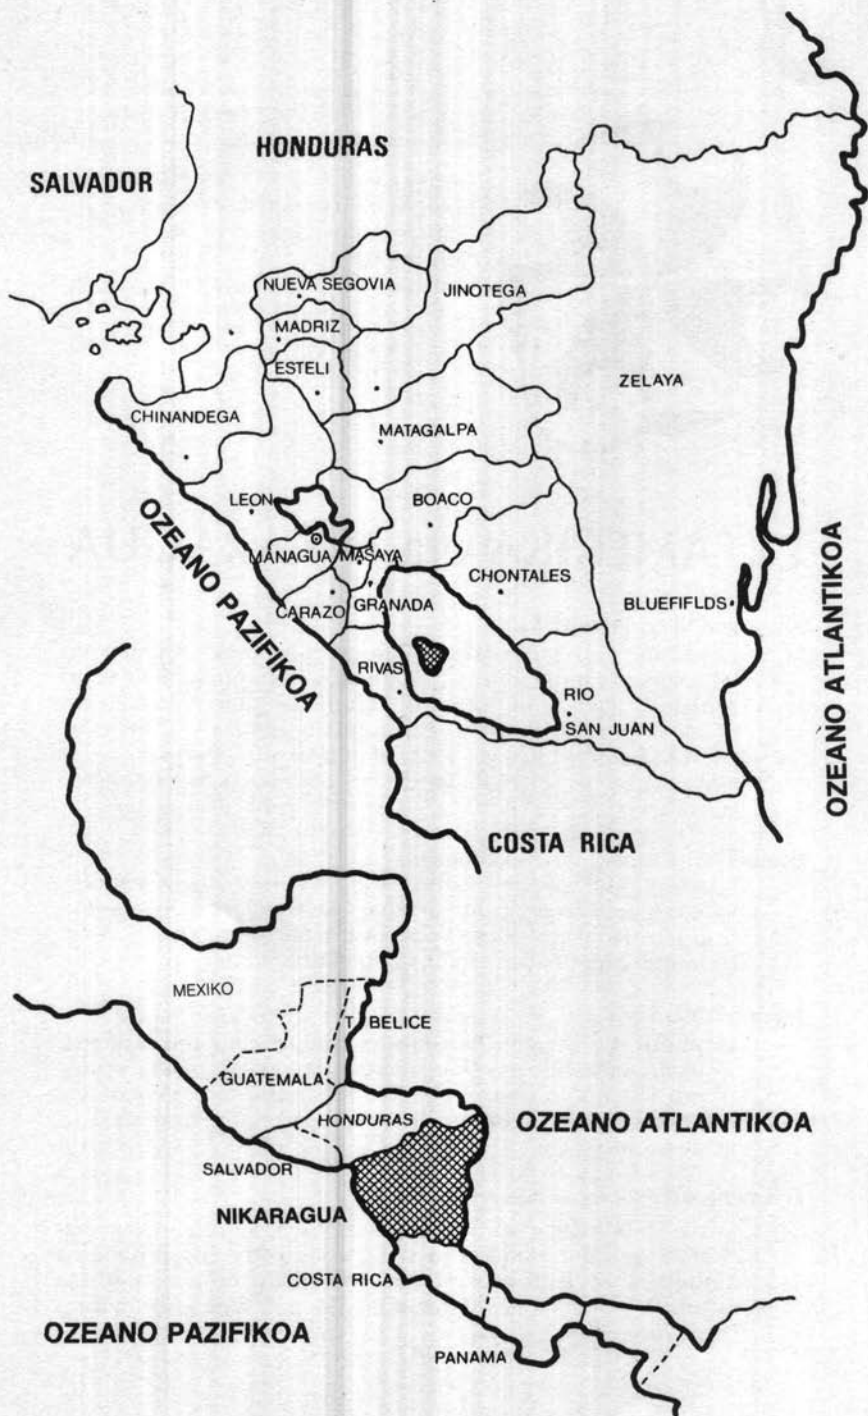 HONDURAS
SALVADOR
NUEVA SEGOVIA
JINOTEGA
MADRIZ
ESTELI
ZELAYA
CHINANDEGA
MATAGALPA
LEON
BOACO
OZEANO PAZIFIKOA
MANAGUA
MASAYA
CHONTALES
CARAZO
GRANADA
BLUEFIFLDS
OZEANO ATLANTIKOA
RIVAS
RIO
SAN JUAN
COSTA RICA
MEXIKO
T. BELICE
GUATEMALA
HONDURAS
OZEANO ATLANTIKOA
SALVADOR
NIKARAGUA
COSTA RICA
OZEANO PAZIFIKOA
PANAMA